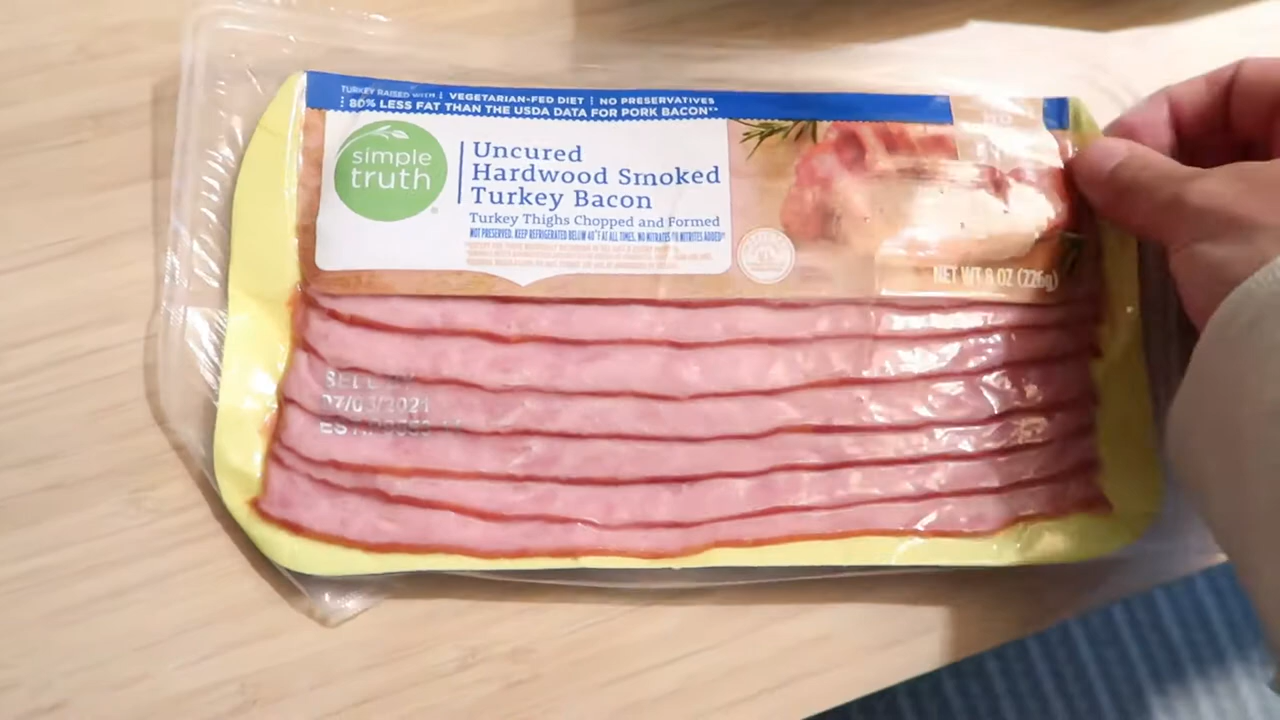 TURKEY RAISED WITH | VEGETARIAN-FED DIET | NO PRESERVATIVES
80% LESS FAT THAN THE USDA DATA FOR PORK BACON**
simple
truth
®
Uncured
Hardwood Smoked
Turkey Bacon
Turkey Thighs Chopped and Formed
NOT PRESERVED. KEEP REFRIGERATED BELOW 40°F AT ALL TIMES. NO NITRATES OR NITRITES ADDED*
NET WT 8 OZ (226g)
SELL BY
07/03/2021